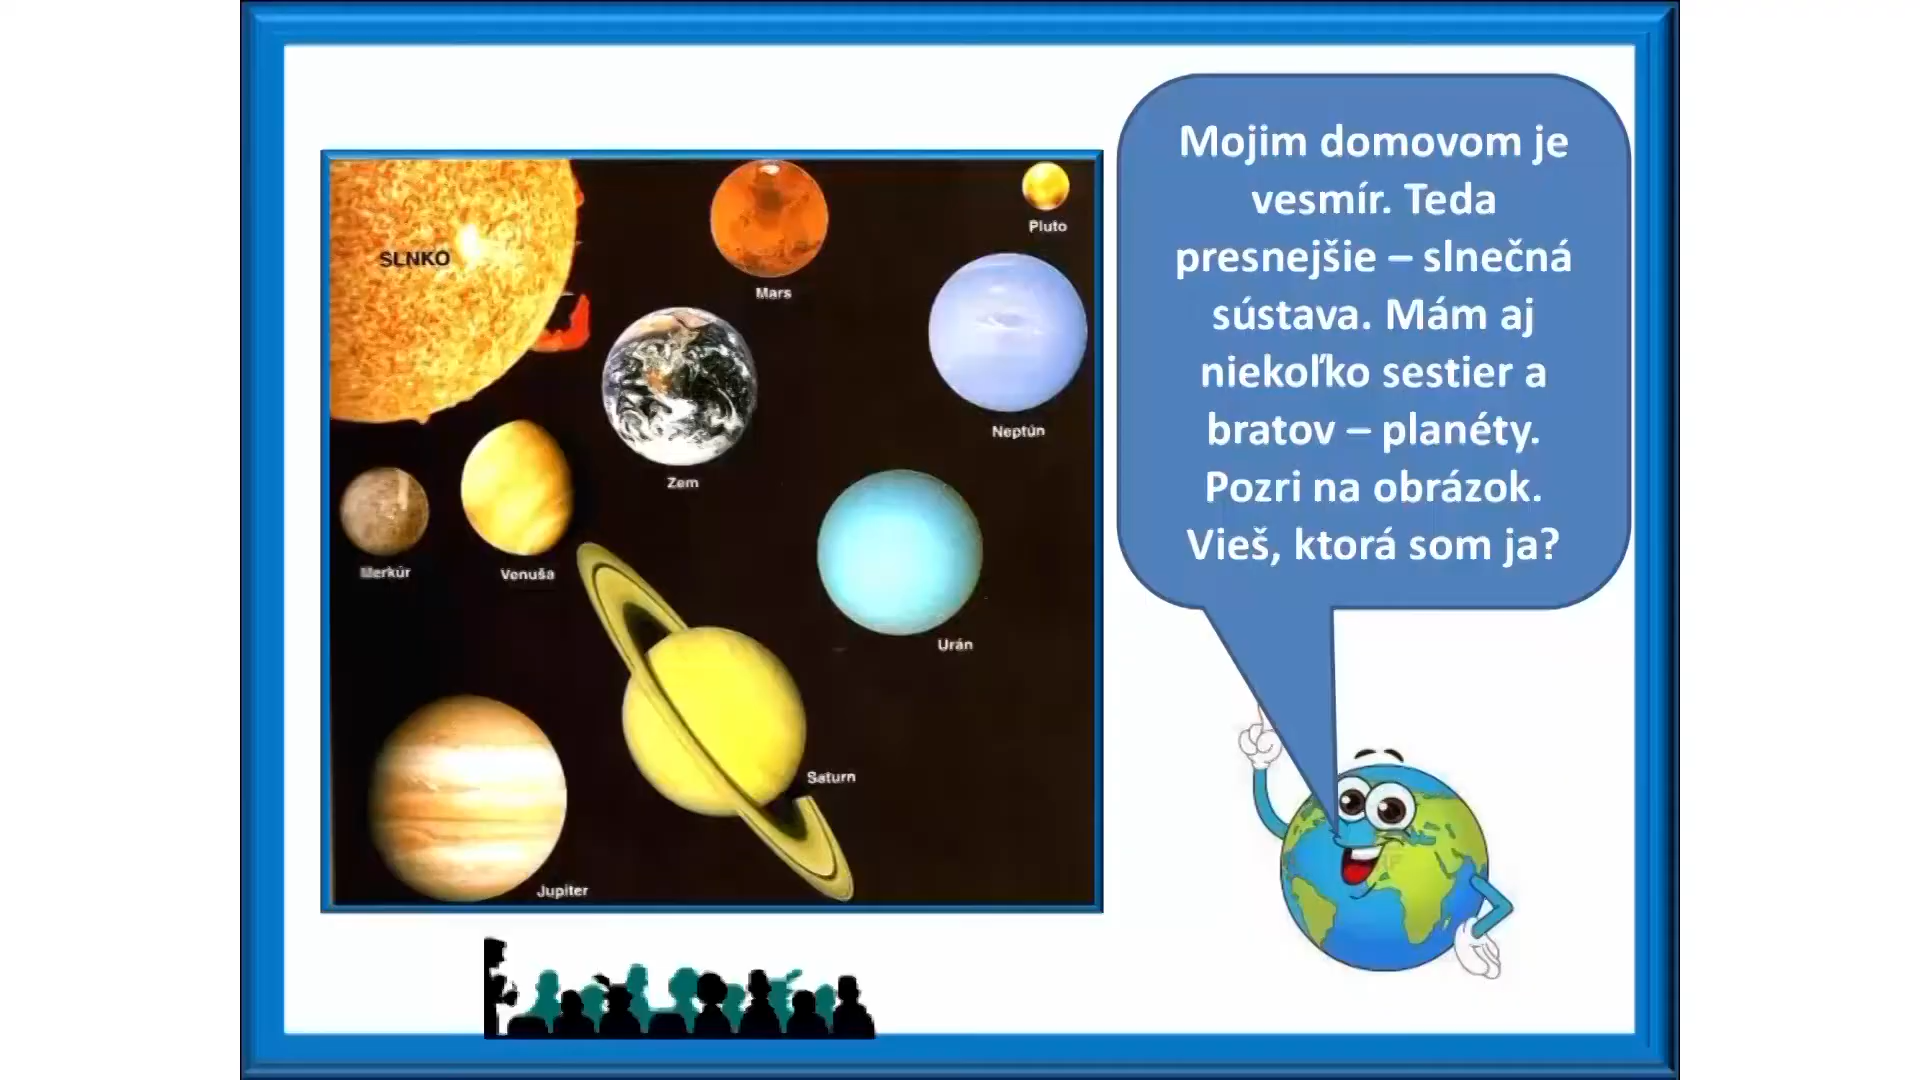 SLNKO
Mars
Pluto
Zem
Neptún
Merkúr
Venuša
Urán
Saturn
Jupiter
Mojim domovom je
vesmír. Teda
presnejšie – slnečná
sústava. Mám aj
niekoľko sestier a
bratov – planéty.
Pozri na obrázok.
Vieš, ktorá som ja?